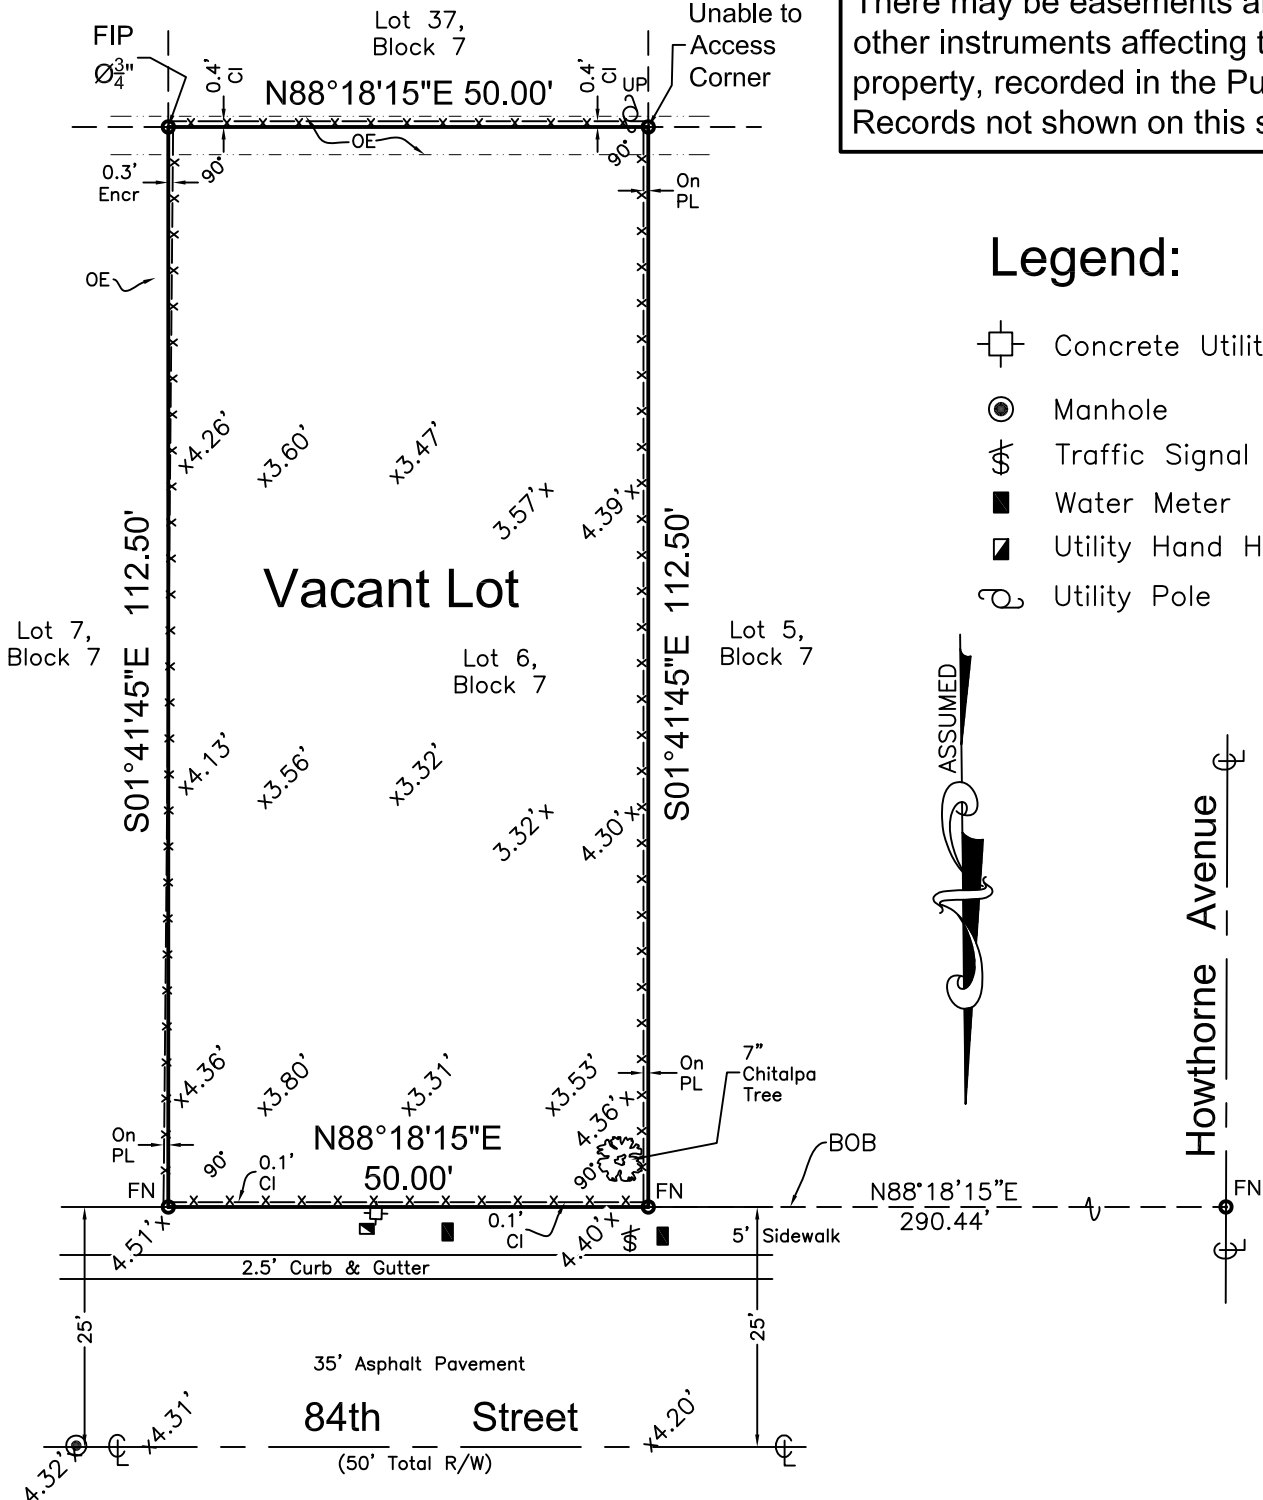 Lot 37,
Block 7
FIP
Ø3/4"
0.4'
CI
N88°18'15"E 50.00'
0.4'
CI
UP
Unable to
Access
Corner
other instruments affecting
property, recorded in the
Records not shown on this
OE
90°
90°
0.3'
Encr
On
PL
OE
Legend:
Concrete
Manhole
Traffic Signal
Water Meter
Utility Hand
Utility Pole
x4.26'
x3.60'
x3.47'
3.57'x
4.39'x
S01°41'45"E 112.50'
Vacant Lot
S01°41'45"E 112.50'
Lot 7,
Block 7
Lot 6,
Block 7
Lot 5,
Block 7
ASSUMED
x4.13'
x3.56'
x3.32'
3.32'x
4.30'x
Howthorne Avenue
CL
x4.36'
x3.80'
x3.31'
x3.53'
4.36'x
On
PL
7"
Chitalpa
Tree
On
PL
90°
0.1'
CI
N88°18'15"E
50.00'
90°
BOB
FN
FN
N88°18'15"E
290.44'
FN
4.51'x
0.1'
CI
4.40'x
5' Sidewalk
CL
2.5' Curb & Gutter
25'
25'
35' Asphalt Pavement
84th Street
x4.31'
x4.20'
CL
CL
(50' Total R/W)
4.32'x